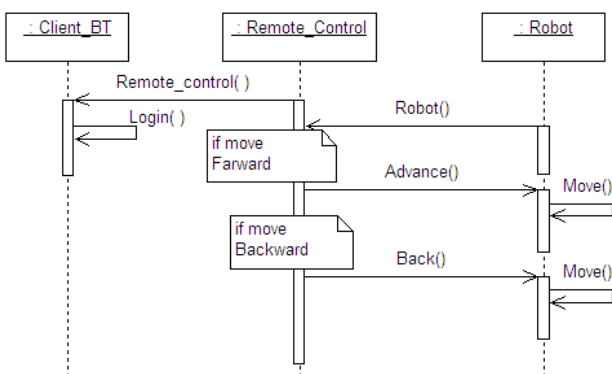 : Client_BT
: Remote_Control
: Robot
Remote_control( )
Robot()
Login( )
if move
Farward
Advance()
Move()
if move
Backward
Back()
Move()